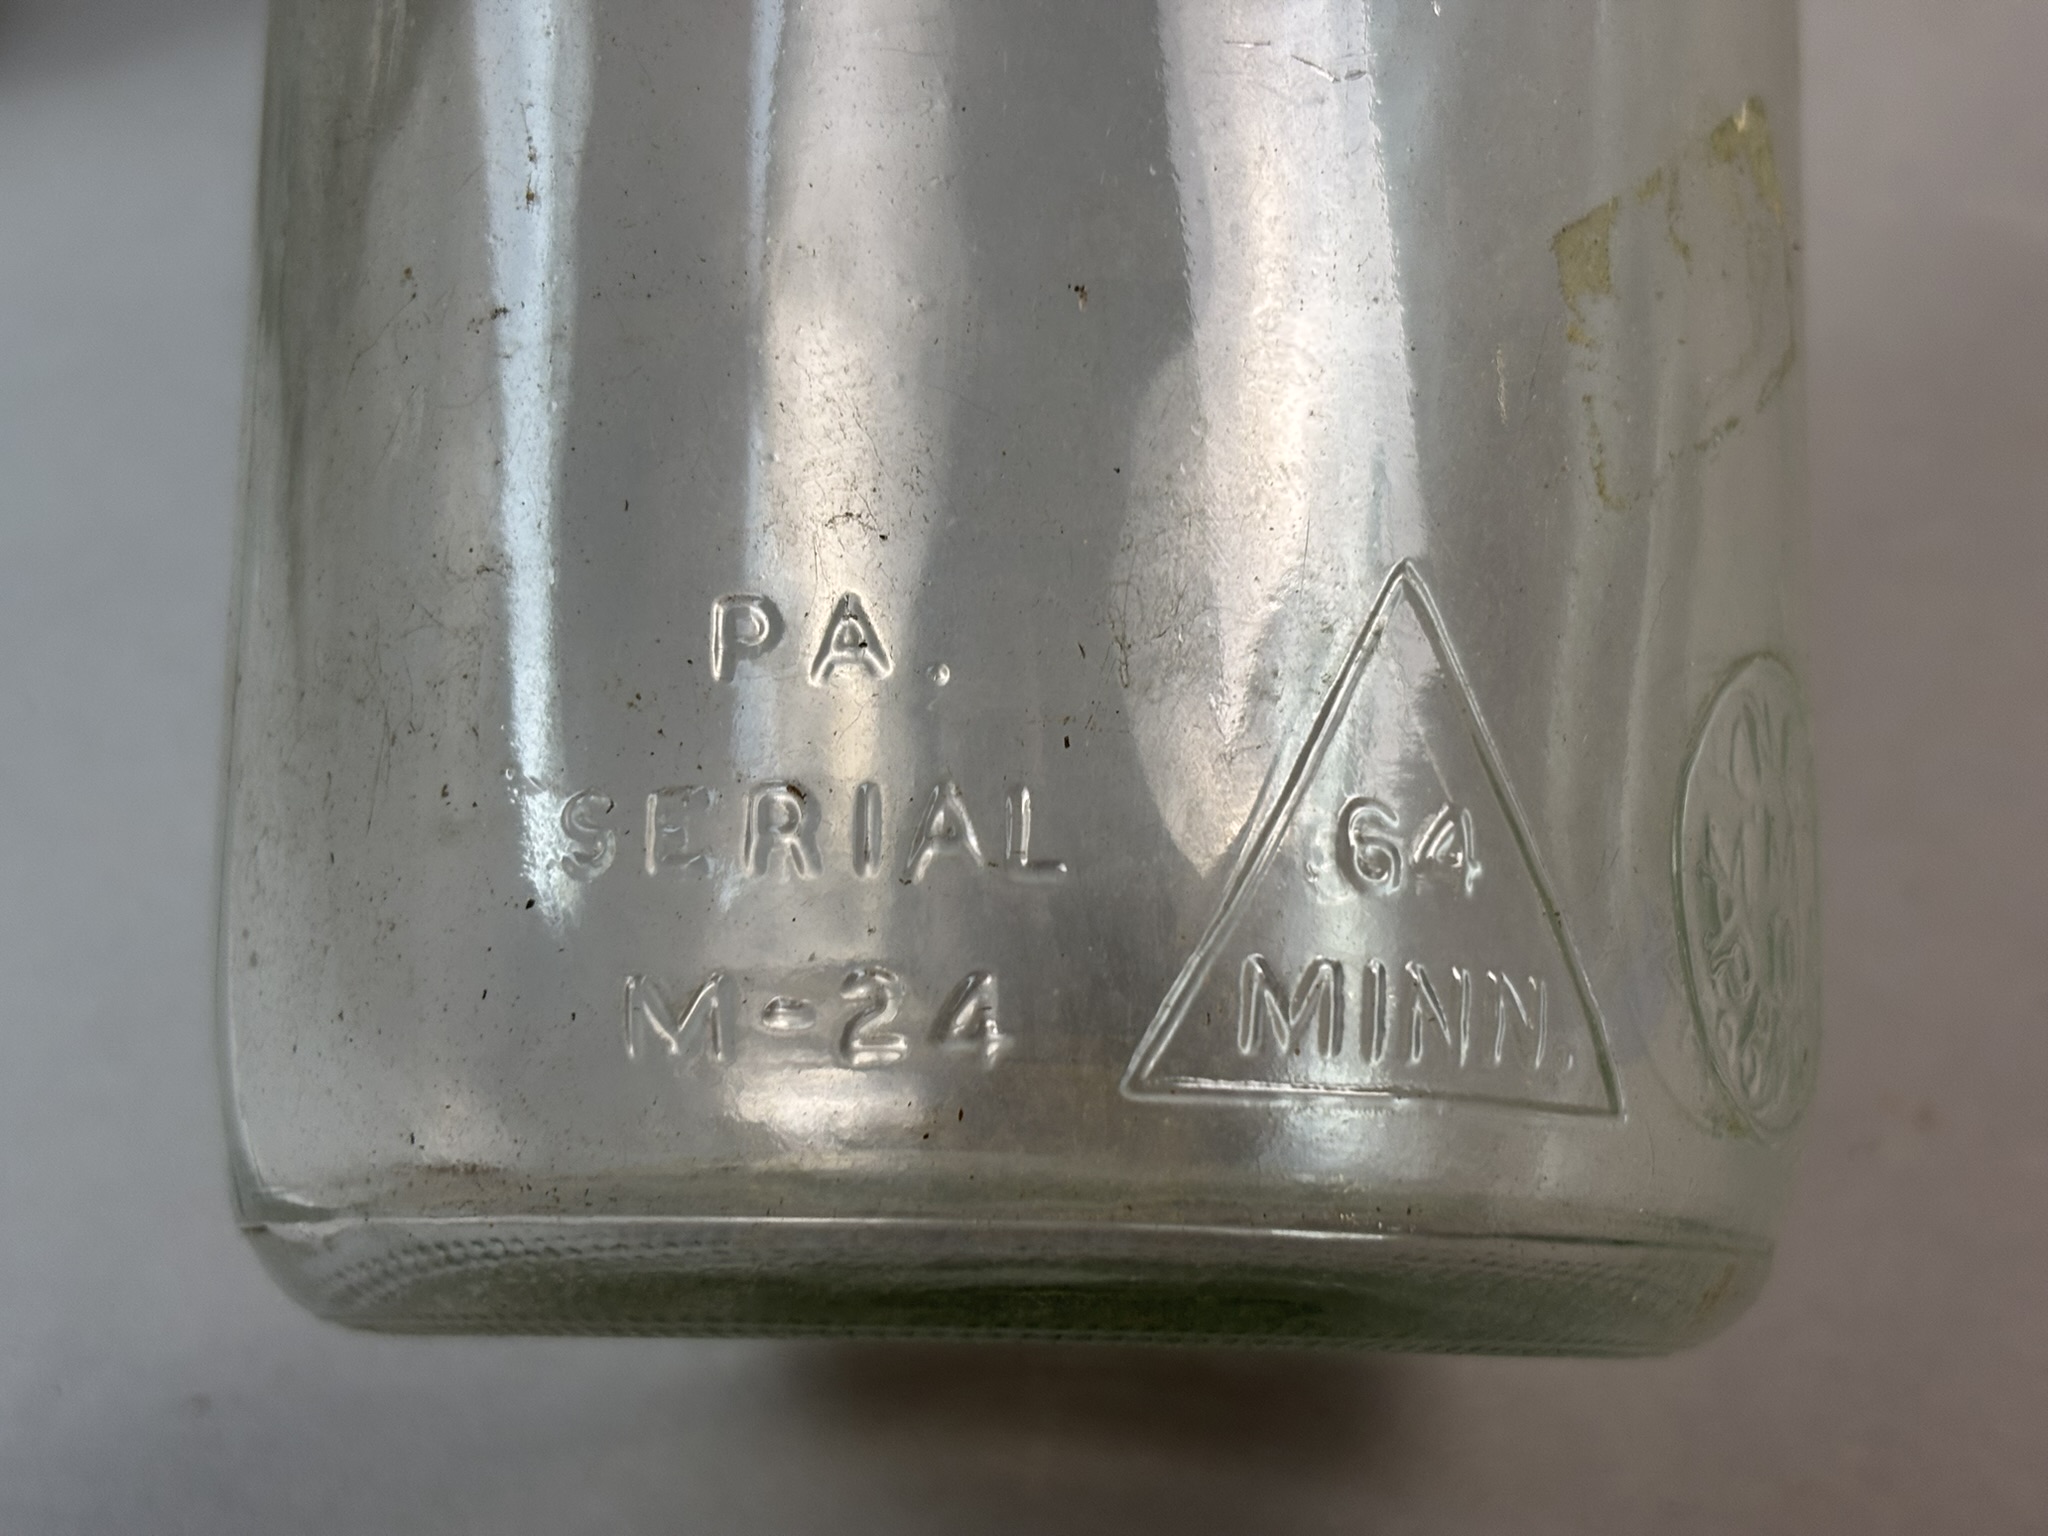 PA.
SERIAL
M-24
64
MINN.